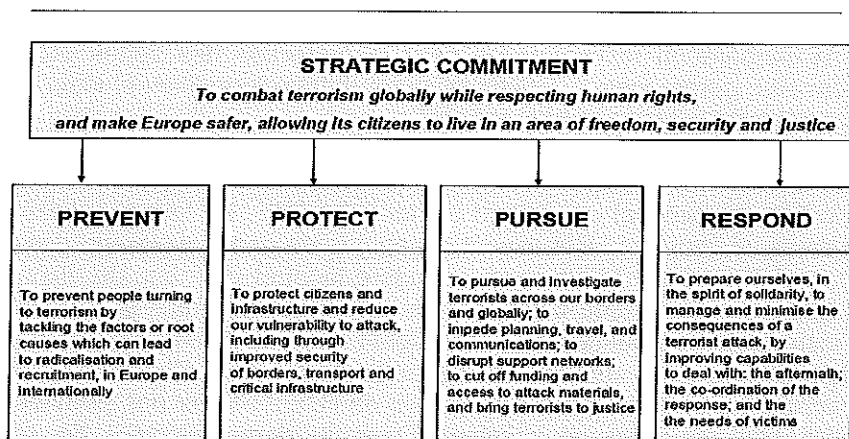 STRATEGIC COMMITMENT
To combat terrorism globally while respecting human rights,
and make Europe safer, allowing its citizens to live in an area of freedom, security and justice
PREVENT
To prevent people turning
to terrorism by
tackling the factors or root
causes which can lead
to radicalisation and
recruitment, in Europe and
internationally
PROTECT
To protect citizens and
infrastructure and reduce
our vulnerability to attack,
including through
improved security
of borders, transport and
critical infrastructure
PURSUE
To pursue and investigate
terrorists across our borders
and globally; to
impede planning, travel, and
communications; to
disrupt support networks;
to cut off funding and
access to attack materials,
and bring terrorists to justice
RESPOND
To prepare ourselves, in
the spirit of solidarity, to
manage and minimise the
consequences of a
terrorist attack, by
improving capabilities
to deal with: the aftermath;
the co-ordination of the
response; and the
the needs of victims